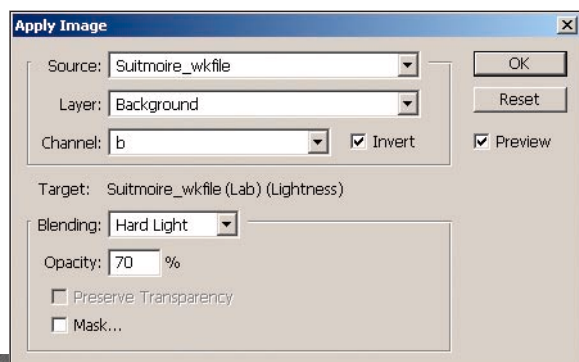 Apply Image
Source: Suitmoire_wkfile
OK
Layer: Background
Reset
Channel: b
Invert
Preview
Target: Suitmoire_wkfile (Lab) (Lightness)
Blending: Hard Light
Opacity: 70 %
Preserve Transparency
Mask...